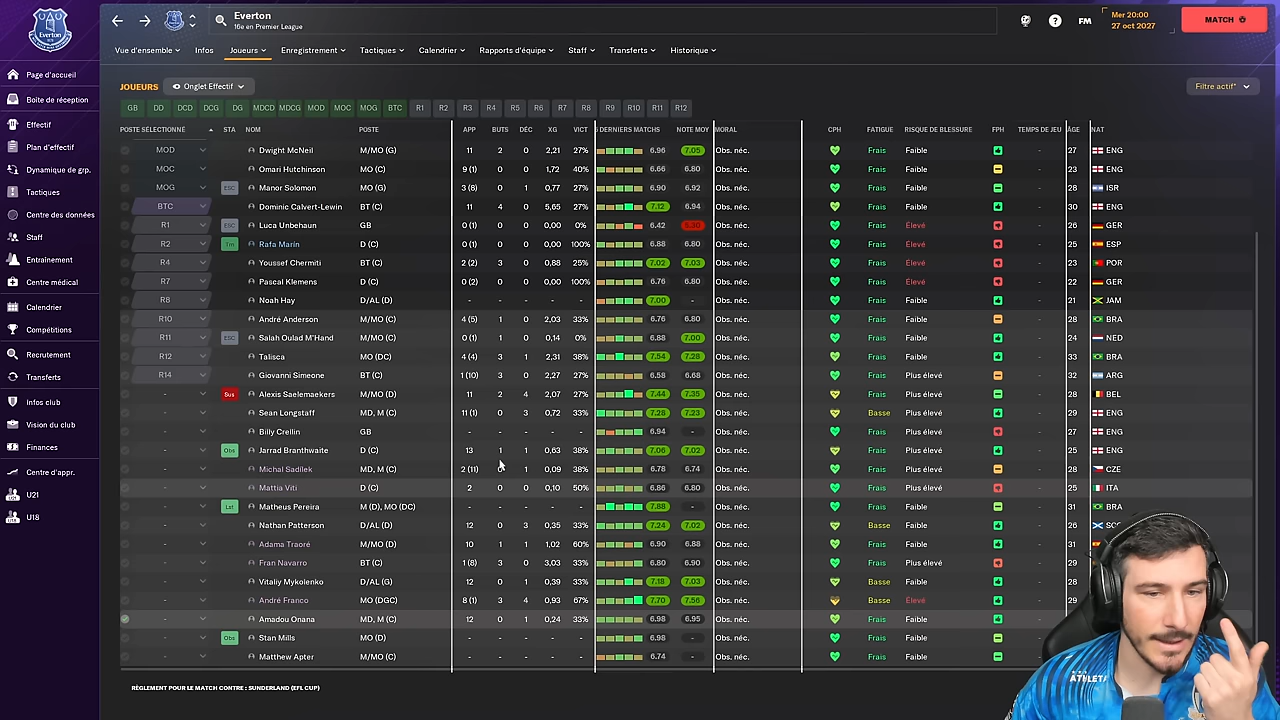 Everton
16e en Premier League
FM
Mer 20:00
27 oct 2027
MATCH
Vue d'ensemble Infos Joueurs Enregistrement Tactiques Calendrier Rapports d'équipe Staff Transferts Historique
Page d'accueil
Boîte de réception
Effectif
Plan d'effectif
Dynamique de grp.
Tactiques
Centre des données
Staff
Entraînement
Centre médical
Calendrier
Compétitions
Recrutement
Transferts
Infos club
Vision du club
Finances
Centre d'appr.
U21
U18
JOUEURS Onglet Effectif Filtre actif*
GB DD DCD DCG DG MDCD MDCG MOD MOC MOG BTC R1 R2 R3 R4 R5 R6 R7 R8 R9 R10 R11 R12
POSTE SÉLECTIONNÉ STA NOM POSTE APP BUTS DÉC XG VICT DERNIERS MATCHS NOTE MOY MORAL CPH FATIGUE RISQUE DE BLESSURE FPH TEMPS DE JEU ÂGE NAT
MOD Dwight McNeil M/MO (G) 11 2 0 2,21 27% 6.96 7.05 Obs. néc. Frais Faible - 27 ENG
MOC Omari Hutchinson MO (C) 9 (1) 0 0 1,72 40% 6.66 6.80 Obs. néc. Frais Faible - 23 ENG
MOG ESC Manor Solomon MO (G) 3 (8) 0 1 0,77 27% 6.90 6.92 Obs. néc. Frais Faible - 28 ISR
BTC Dominic Calvert-Lewin BT (C) 11 4 0 5,65 27% 7.12 6.94 Obs. néc. Frais Faible - 30 ENG
R1 ESC Luca Unbehaun GB 0 (1) 0 0 0,00 0% 6.42 5.30 Obs. néc. Frais Élevé - 26 GER
R2 Tm Rafa Marín D (C) 0 (1) 0 0 0,00 100% 6.88 6.80 Obs. néc. Frais Élevé - 25 ESP
R4 Youssef Chermiti BT (C) 2 (2) 3 0 0,88 25% 7.02 7.03 Obs. néc. Frais Élevé - 23 POR
R7 Pascal Klemens D (C) 0 (2) 0 0 0,00 100% 6.76 6.80 Obs. néc. Frais Élevé - 22 GER
R8 Noah Hay D/AL (D) - - - - - 7.00 - Obs. néc. Frais Faible - 21 JAM
R10 André Anderson M/MO (C) 4 (5) 1 0 2,03 33% 6.76 6.80 Obs. néc. Frais Faible - 28 BRA
R11 ESC Salah Oulad M'Hand M/MO (C) 0 (1) 1 0 0,14 0% 6.88 7.00 Obs. néc. Frais Faible - 24 NED
R12 Talisca MO (DC) 4 (4) 3 1 2,31 38% 7.54 7.28 Obs. néc. Frais Faible - 33 BRA
R14 Giovanni Simeone BT (C) 1 (10) 3 0 2,27 27% 6.58 6.68 Obs. néc. Frais Plus élevé - 32 ARG
- Sus Alexis Saelemaekers M/MO (D) 11 2 4 2,07 27% 7.44 7.35 Obs. néc. Frais Plus élevé - 28 BEL
- Sean Longstaff MD, M (C) 11 (1) 0 3 0,72 33% 7.28 7.23 Obs. néc. Basse Plus élevé - 29 ENG
- Billy Crellin GB - - - - - 6.94 - Obs. néc. Frais Plus élevé - 27 ENG
- Obs Jarrad Branthwaite D (C) 13 1 1 0,63 38% 7.06 7.02 Obs. néc. Frais Plus élevé - 25 ENG
- Michal Sadílek MD, M (C) 2 (11) 1 0,09 38% 6.78 6.74 Obs. néc. Frais Plus élevé - 28 CZE
- Mattia Viti D (C) 2 0 0 0,10 50% 6.86 6.80 Obs. néc. Frais Plus élevé - 25 ITA
- Lst Matheus Pereira M (D), MO (DC) - - - - - 7.88 - Obs. néc. Frais Faible - 31 BRA
- Nathan Patterson D/AL (D) 12 0 3 0,35 33% 7.24 7.02 Obs. néc. Basse Faible - 26
- Adama Traoré M/MO (D) 10 1 1 1,02 60% 6.90 6.88 Obs. néc. Frais Faible - 31
- Fran Navarro BT (C) 1 (8) 3 0 3,03 33% 6.80 6.90 Obs. néc. Frais Plus élevé - 29
- Vitaliy Mykolenko D/AL (G) 12 0 1 0,39 33% 7.18 7.03 Obs. néc. Basse Faible - 28
- André Franco MO (DGC) 8 (1) 3 4 0,93 67% 7.70 7.56 Obs. néc. Basse Élevé - 29
- Amadou Onana MD, M (C) 12 0 1 0,24 33% 6.98 6.95 Obs. néc. Frais Faible
- Obs Stan Mills MO (D) - - - - - 6.98 - Obs. néc. Frais Faible
- Matthew Apter M/MO (C) - - - - - 6.74 - Obs. néc. Frais Faible
RÈGLEMENT POUR LE MATCH CONTRE : SUNDERLAND (EFL CUP)